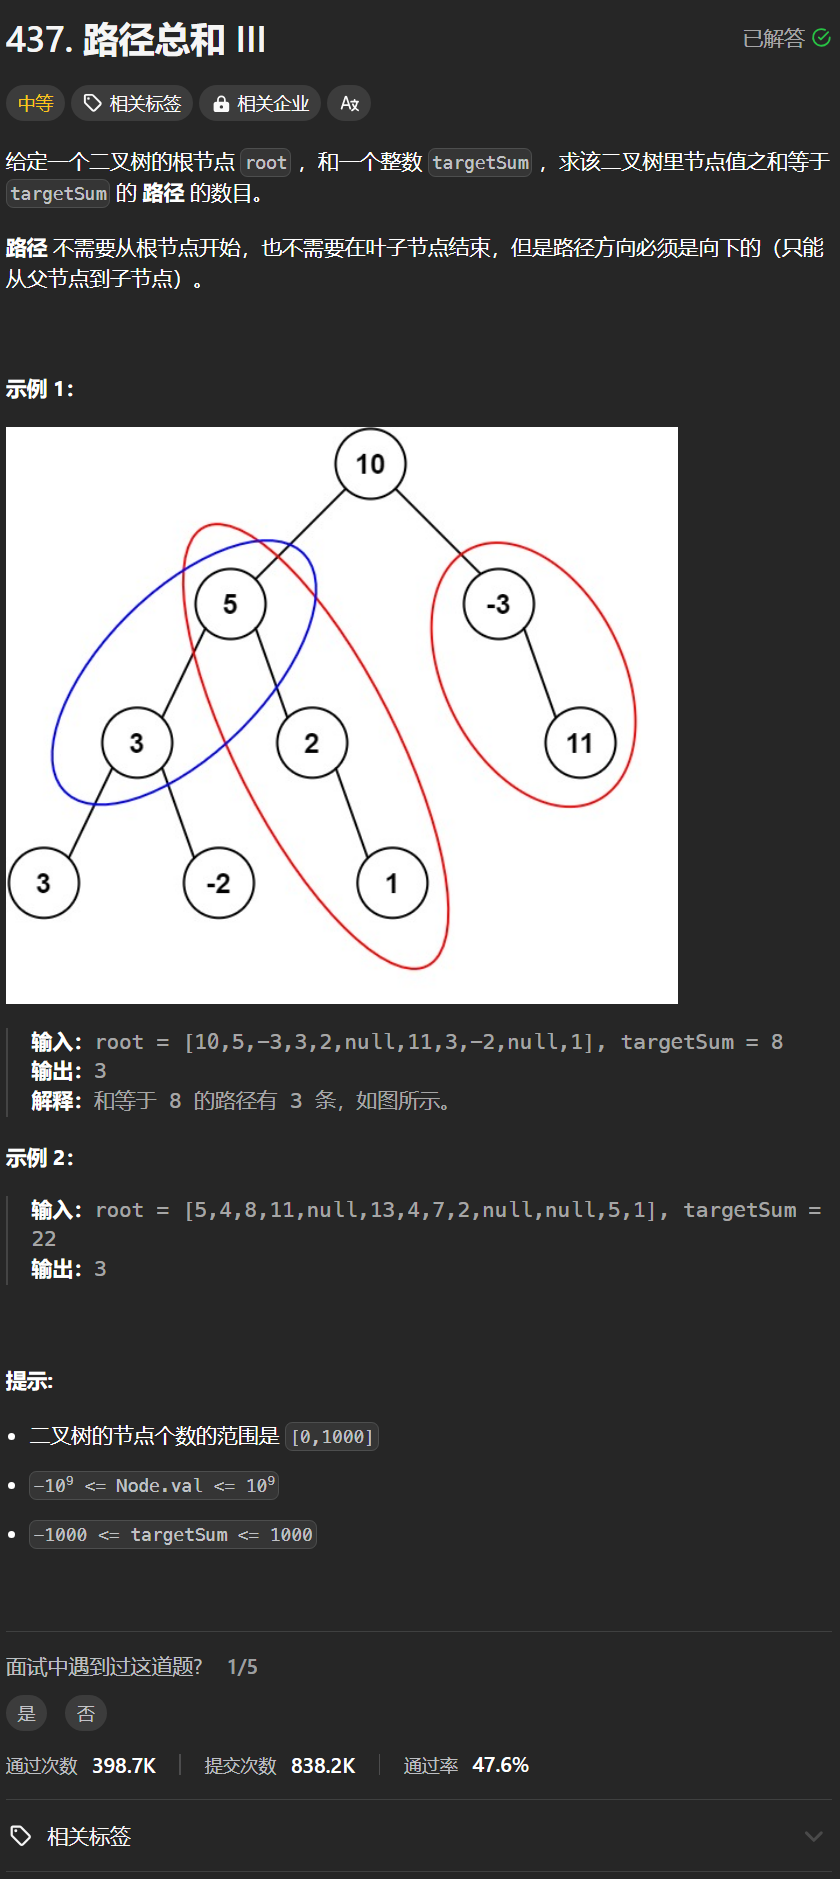 437. 路径总和 III
已解答
中等
相关标签
相关企业
给定一个二叉树的根节点 root ，和一个整数 targetSum ，求该二叉树里节点值之和等于
targetSum 的 路径 的数目。
路径 不需要从根节点开始，也不需要在叶子节点结束，但是路径方向必须是向下的（只能
从父节点到子节点）。
示例 1：
10
5
-3
3
2
11
3
-2
1
输入：root = [10,5,-3,3,2,null,11,3,-2,null,1], targetSum = 8
输出：3
解释：和等于 8 的路径有 3 条，如图所示。
示例 2：
输入：root = [5,4,8,11,null,13,4,7,2,null,null,5,1], targetSum =
22
输出：3
提示:
二叉树的节点个数的范围是 [0,1000]
-10⁹ <= Node.val <= 10⁹
-1000 <= targetSum <= 1000
面试中遇到过这道题? 1/5
是
否
通过次数 398.7K
提交次数 838.2K
通过率 47.6%
相关标签